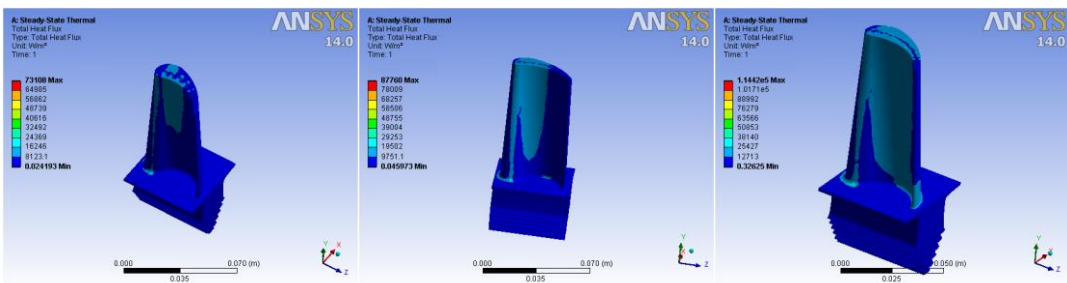 A: Steady-State Thermal
Total Heat Flux
Type: Total Heat Flux
Unit: W/m²
Time: 1
ANSYS
14.0
73108 Max
64985
56862
48739
40616
32492
24369
16246
8123.1
0.024193 Min
0.000
0.070 (m)
0.035
Y
X
Z
A: Steady-State Thermal
Total Heat Flux
Type: Total Heat Flux
Unit: W/m²
Time: 1
ANSYS
14.0
87760 Max
78009
68257
58506
48755
39004
29253
19502
9751.1
0.045973 Min
0.000
0.070 (m)
0.035
Y
Z
A: Steady-State Thermal
Total Heat Flux
Type: Total Heat Flux
Unit: W/m²
Time: 1
ANSYS
14.0
1.1442e5 Max
1.0171e5
88992
76279
63566
50853
38140
25427
12713
0.32625 Min
0.000
0.050 (m)
0.025
Y
X
Z